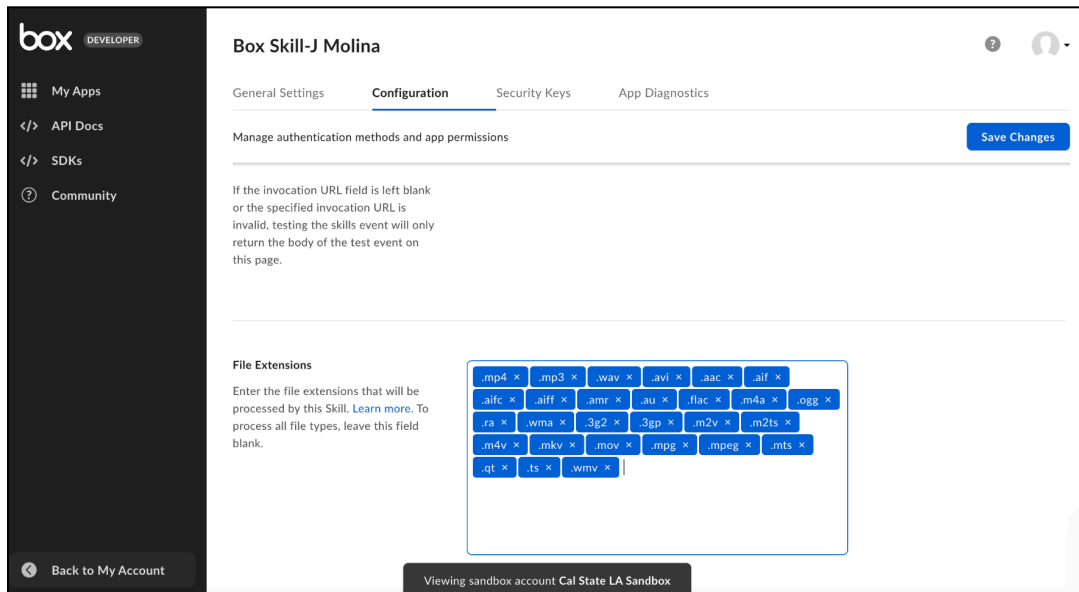 box DEVELOPER
My Apps
API Docs
SDKs
Community
Back to My Account
Box Skill-J Molina
?
General Settings Configuration Security Keys App Diagnostics
Manage authentication methods and app permissions
Save Changes
If the invocation URL field is left blank
or the specified invocation URL is
invalid, testing the skills event will only
return the body of the test event on
this page.
File Extensions
Enter the file extensions that will be
processed by this Skill. Learn more. To
process all file types, leave this field
blank.
.mp4 × .mp3 × .wav × .avi × .aac × .aif ×
.aifc × .aiff × .amr × .au × .flac × .m4a × .ogg ×
.ra × .wma × .3g2 × .3gp × .m2v × .m2ts ×
.m4v × .mkv × .mov × .mpg × .mpeg × .mts ×
.qt × .ts × .wmv ×
Viewing sandbox account Cal State LA Sandbox